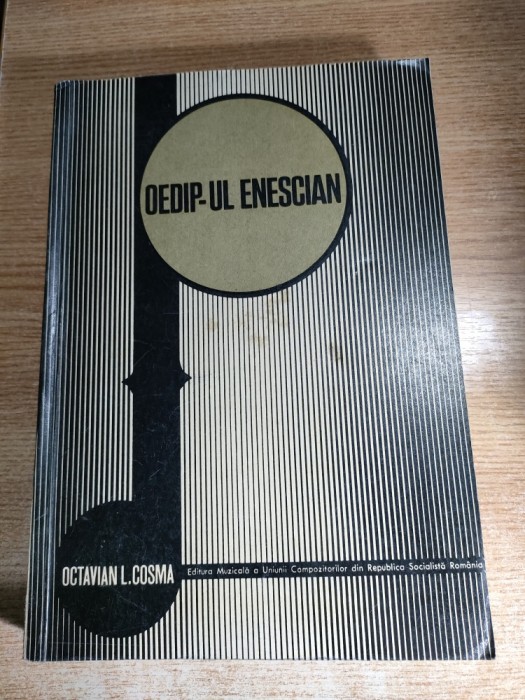 OEDIP-UL ENESCIAN
OCTAVIAN L. COSMA
Editura Muzicală a Uniunii Compozitorilor din Republica Socialistă România